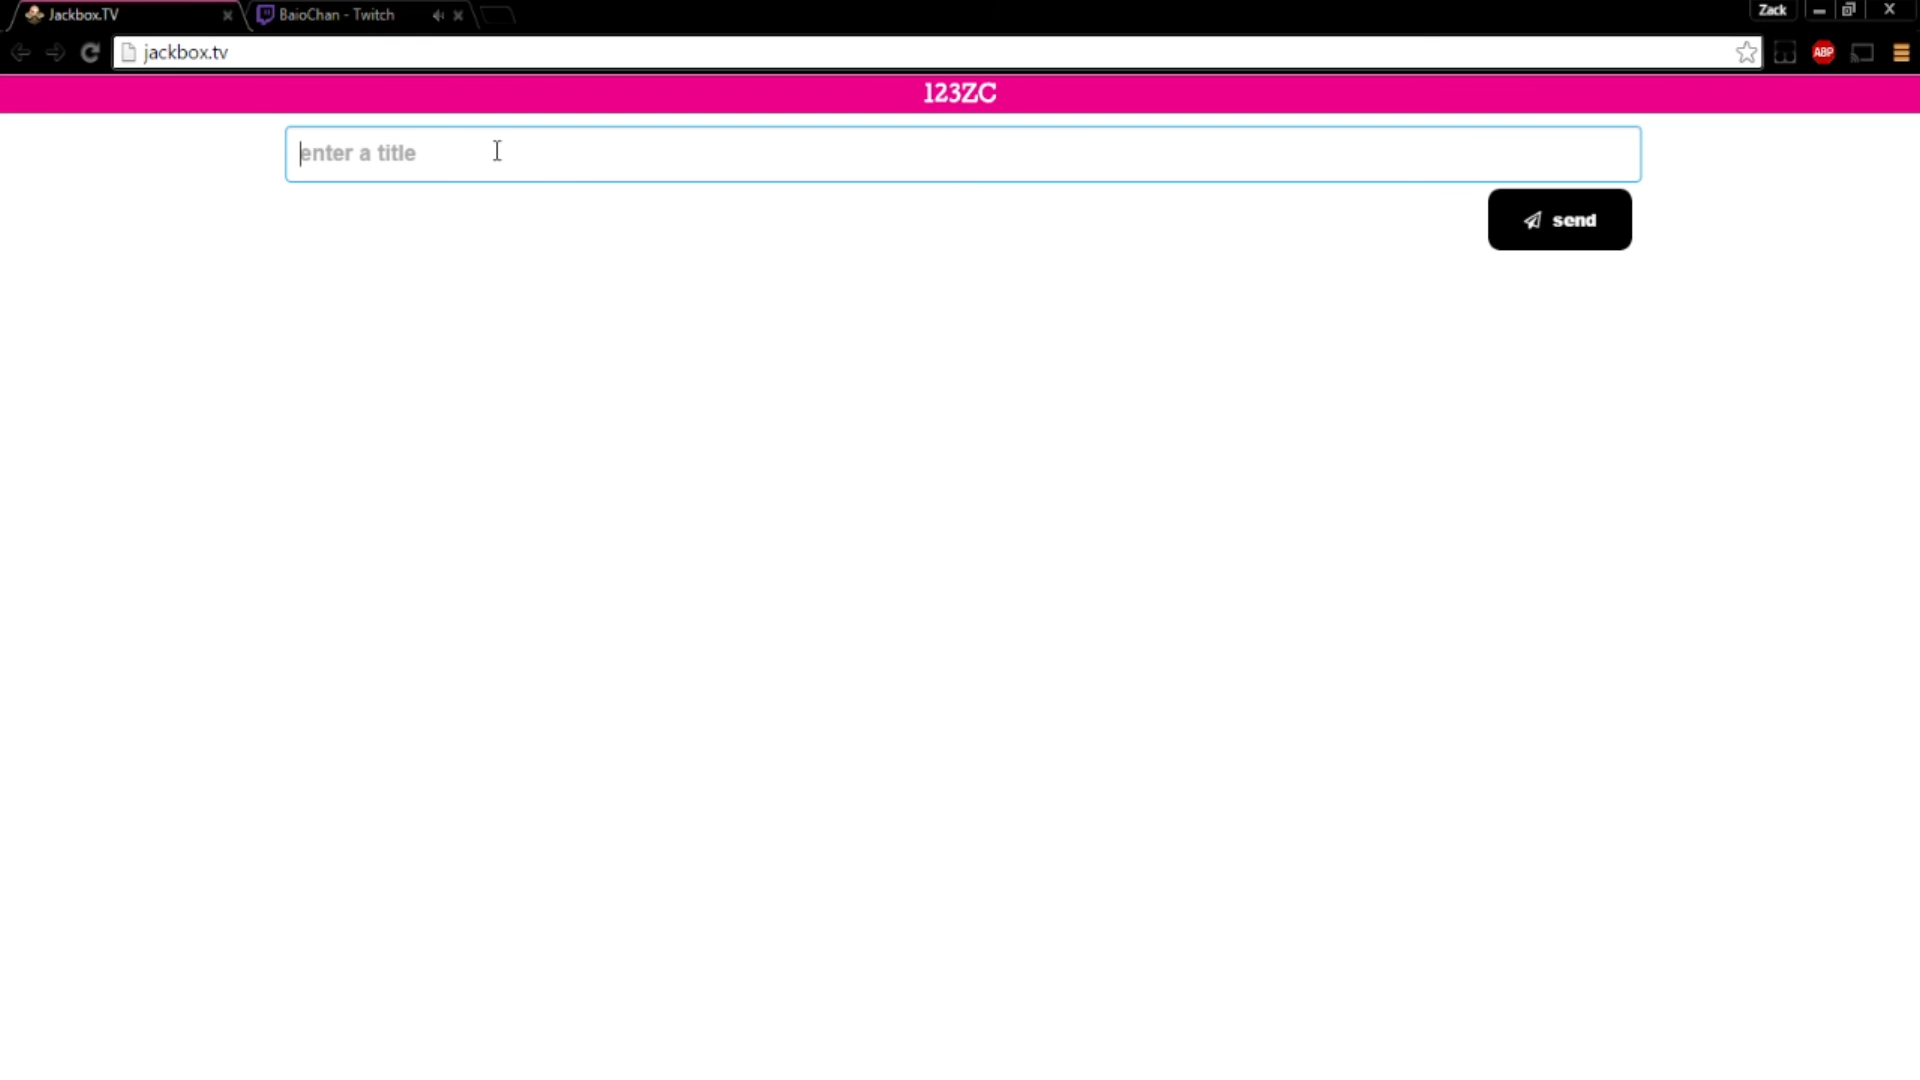 Jackbox.TV
BaioChan - Twitch
Zack
jackbox.tv
ABP
123ZC
enter a title
send